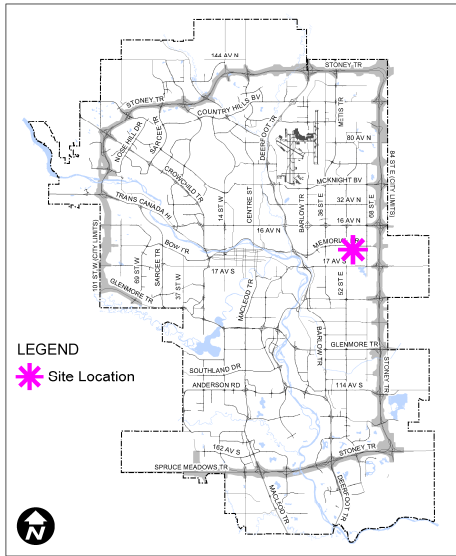 144 AV N
STONEY TR
STONEY TR
COUNTRY HILLS BV
METIS TR
NOSE HILL DR
SARCEE TR
DEERFOOT TR
80 AV N
CROWCHILD TR
MCKNIGHT BV
84 ST E (CITY LIMITS)
TRANS CANADA HI
14 ST W
CENTRE ST
BARLOW TR
36 ST E
32 AV N
68 ST E
16 AV N
16 AV N
101 ST W (CITY LIMITS)
BOW TR
MEMORIAL
17 AV S
17 AV S
69 ST W
SARCEE TR
37 ST W
52 ST E
GLENMORE TR
MACLEOD TR
BARLOW TR
GLENMORE TR
LEGEND
Site Location
SOUTHLAND DR
STONEY TR
ANDERSON RD
114 AV S
162 AV S
STONEY TR
SPRUCE MEADOWS TR
MACLEOD TR
DEERFOOT TR
N